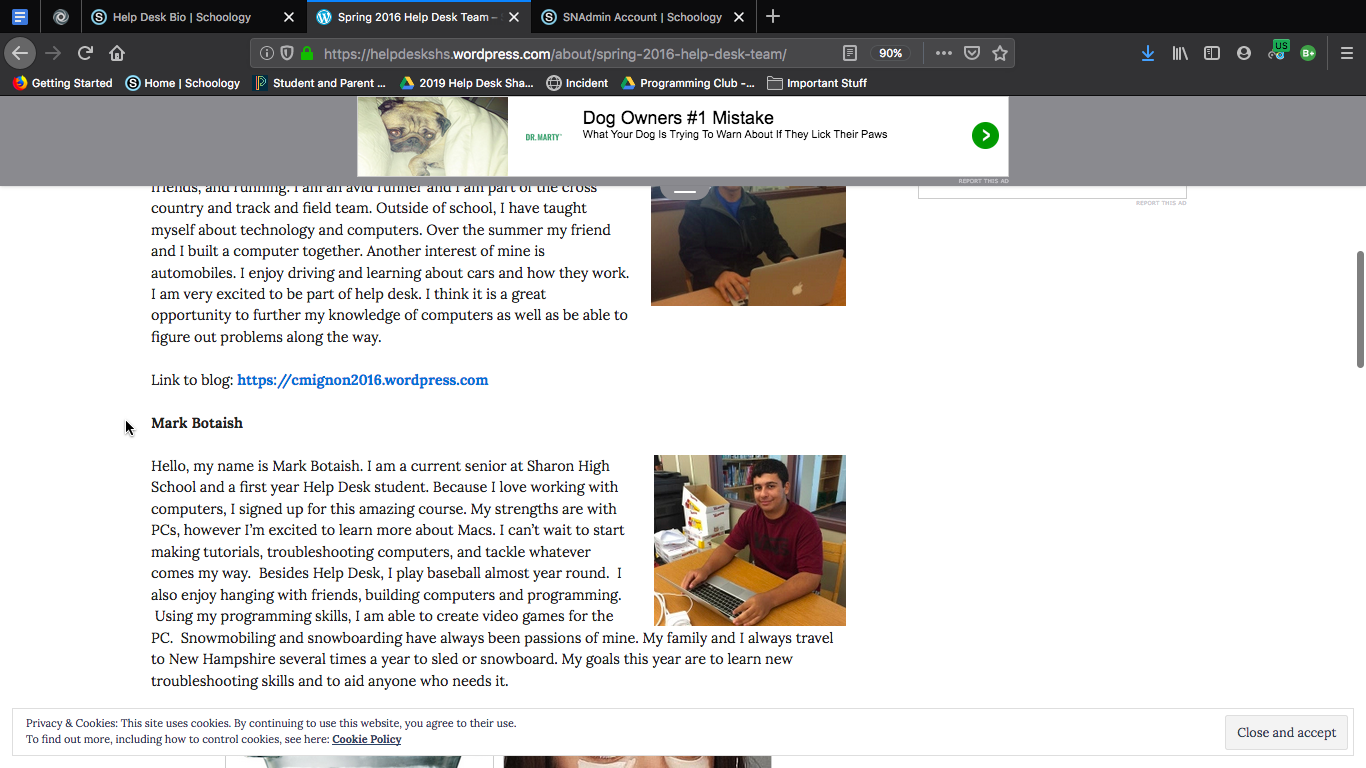 Help Desk Bio | Schoology
Spring 2016 Help Desk Team –
SNAdmin Account | Schoology
https://helpdeskshs.wordpress.com/about/spring-2016-help-desk-team/
90%
US
B+
Getting Started
Home | Schoology
Student and Parent ...
2019 Help Desk Sha...
Incident
Programming Club -...
Important Stuff
DR. MARTY
Dog Owners #1 Mistake
What Your Dog Is Trying To Warn About If They Lick Their Paws
REPORT THIS AD
REPORT THIS AD
friends, and running. I am an avid runner and I am part of the cross
country and track and field team. Outside of school, I have taught
myself about technology and computers. Over the summer my friend
and I built a computer together. Another interest of mine is
automobiles. I enjoy driving and learning about cars and how they work.
I am very excited to be part of help desk. I think it is a great
opportunity to further my knowledge of computers as well as be able to
figure out problems along the way.
Link to blog: https://cmignon2016.wordpress.com
Mark Botaish
Hello, my name is Mark Botaish. I am a current senior at Sharon High
School and a first year Help Desk student. Because I love working with
computers, I signed up for this amazing course. My strengths are with
PCs, however I’m excited to learn more about Macs. I can’t wait to start
making tutorials, troubleshooting computers, and tackle whatever
comes my way.  Besides Help Desk, I play baseball almost year round.  I
also enjoy hanging with friends, building computers and programming.
Using my programming skills, I am able to create video games for the
PC.  Snowmobiling and snowboarding have always been passions of mine. My family and I always travel
to New Hampshire several times a year to sled or snowboard. My goals this year are to learn new
troubleshooting skills and to aid anyone who needs it.
Privacy & Cookies: This site uses cookies. By continuing to use this website, you agree to their use.
To find out more, including how to control cookies, see here: Cookie Policy
Close and accept